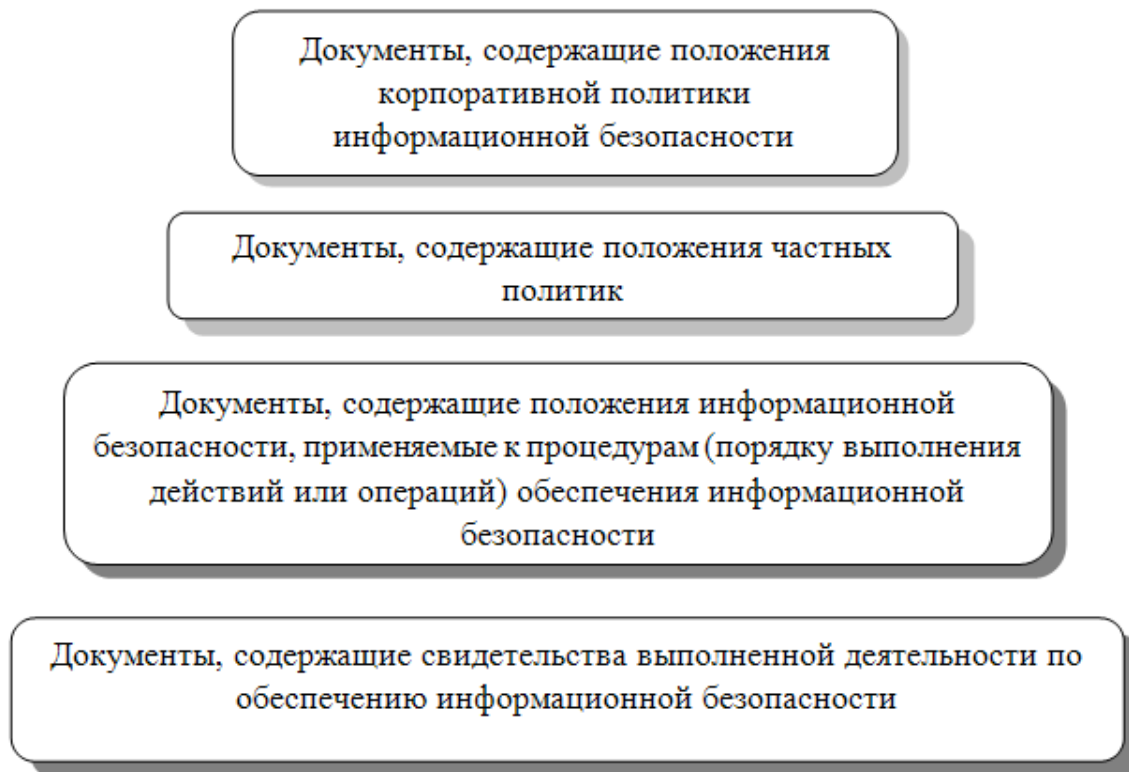 Документы, содержащие положения
корпоративной политики
информационной безопасности
Документы, содержащие положения частных
политик
Документы, содержащие положения информационной
безопасности, применяемые к процедурам (порядку выполнения
действий или операций) обеспечения информационной
безопасности
Документы, содержащие свидетельства выполненной деятельности по
обеспечению информационной безопасности